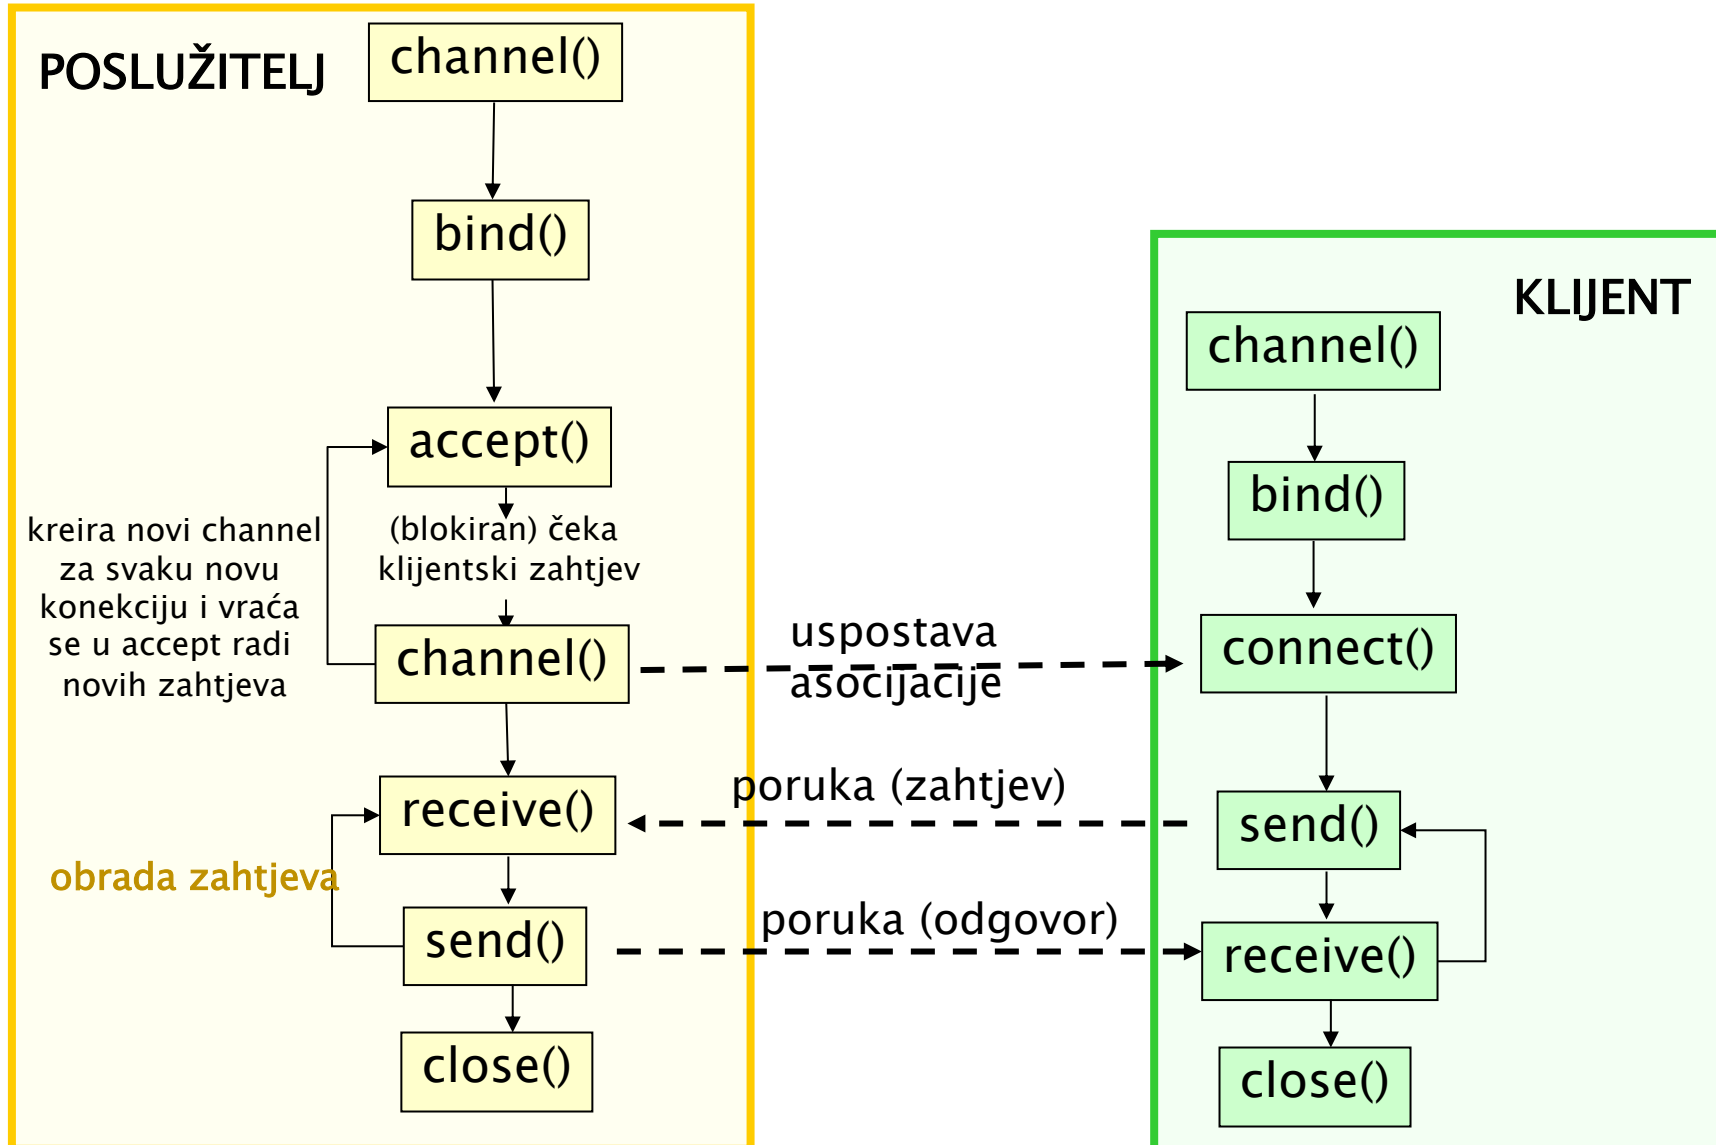 POSLUŽITELJ
channel()
bind()
accept()
(blokiran) čeka
klijentski zahtjev
kreira novi channel
za svaku novu
konekciju i vraća
se u accept radi
novih zahtjeva
channel()
receive()
obrada zahtjeva
send()
close()
uspostava
asocijacije
poruka (zahtjev)
poruka (odgovor)
KLIJENT
channel()
bind()
connect()
send()
receive()
close()